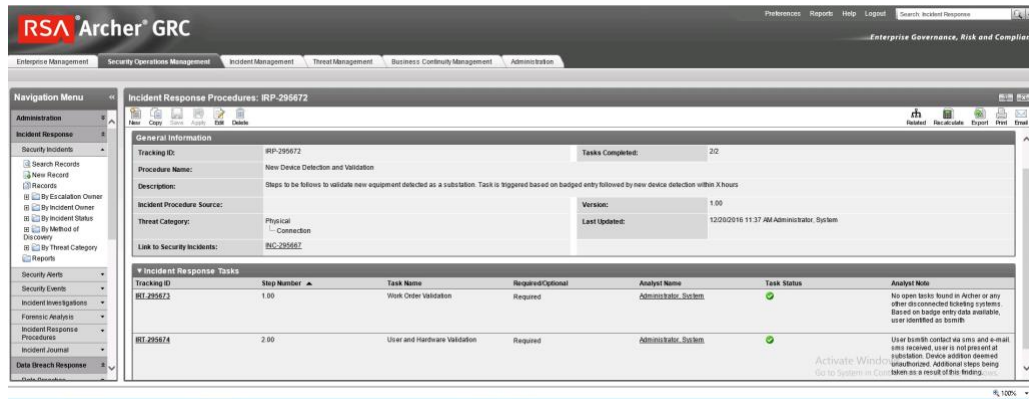 RSA Archer GRC
Preferences Reports Help Logout Search: Incident Response
Enterprise Governance, Risk and Complian
Enterprise Management Security Operations Management Incident Management Threat Management Business Continuity Management Administration
Navigation Menu
Administration
Incident Response
Security Incidents
Search Records
New Record
Records
By Escalation Owner
By Incident Owner
By Incident Status
By Method of
Discovery
By Threat Category
Reports
Security Alerts
Security Events
Incident Investigations
Forensic Analysis
Incident Response
Procedures
Incident Journal
Data Breach Response
Incident Response Procedures: IRP-295672
New Copy Save Apply Edit Delete
Related Recalculate Export Print Email
General Information
Tracking ID: IRP-295672 Tasks Completed: 2/2
Procedure Name: New Device Detection and Validation
Description: Steps to be follows to validate new equipment detected as a substation. Task is triggered based on badged entry followed by new device detection within X hours
Incident Procedure Source: Version: 1.00
Threat Category: Physical Last Updated: 12/20/2016 11:37 AM Administrator, System
Connection
Link to Security Incidents: INC-295667
Incident Response Tasks
Tracking ID Step Number Task Name Required/Optional Analyst Name Task Status Analyst Note
IRT-295673 1.00 Work Order Validation Required Administrator, System No open tasks found in Archer or any
other disconnected ticketing systems.
Based on badge entry data available,
user identified as bsmith
IRT-295674 2.00 User and Hardware Validation Required Administrator, System User bsmith contact via sms and e-mail.
sms received, user is not present at
substation. Device addition deemed
unauthorized. Additional steps being
taken as a result of this finding.
Activate Windows
Go to System in
100%